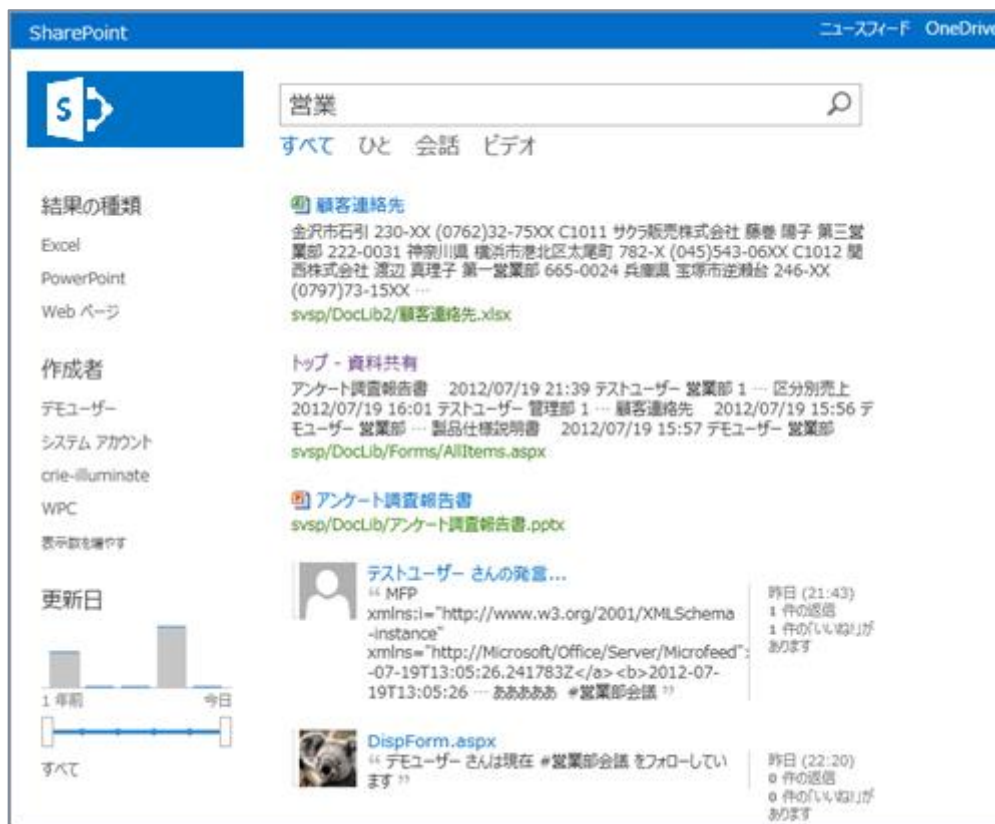 SharePoint
ニュースフィード OneDrive
営業
すべて ひと 会話 ビデオ
結果の種類
Excel
PowerPoint
Web ページ
作成者
デモユーザー
システム アカウント
crie-illuminate
WPC
表示数を増やす
更新日
1 年前 今日
すべて
顧客連絡先
金沢市石引 230-XX (0762)32-75XX C1011 サクラ販売株式会社 藤巻 陽子 第三営
業部 222-0031 神奈川県 横浜市港北区太尾町 782-X (045)543-06XX C1012 関
西株式会社 渡辺 真理子 第一営業部 665-0024 兵庫県 宝塚市逆瀬台 246-XX
(0797)73-15XX ···
svsp/DocLib2/顧客連絡先.xlsx
トップ - 資料共有
アンケート調査報告書 2012/07/19 21:39 テストユーザー 営業部 1 ··· 区分別売上
2012/07/19 16:01 テストユーザー 管理部 1 ··· 顧客連絡先 2012/07/19 15:56 デ
モユーザー 営業部 ··· 製品仕様説明書 2012/07/19 15:57 デモユーザー 営業部
svsp/DocLib/Forms/AllItems.aspx
アンケート調査報告書
svsp/DocLib/アンケート調査報告書.pptx
テストユーザー さんの発言...
“ MFP
xmlns:i="http://www.w3.org/2001/XMLSchema
-instance"
xmlns="http://Microsoft/Office/Server/Microfeed">
-07-19T13:05:26.241783Z</a><b>2012-07-
19T13:05:26 ··· あああああ #営業部会議 ”
昨日 (21:43)
1 件の返信
1 件の「いいね!」が
あります
DispForm.aspx
“ デモユーザー さんは現在 #営業部会議 をフォローしてい
ます ”
昨日 (22:20)
0 件の返信
0 件の「いいね!」が
あります